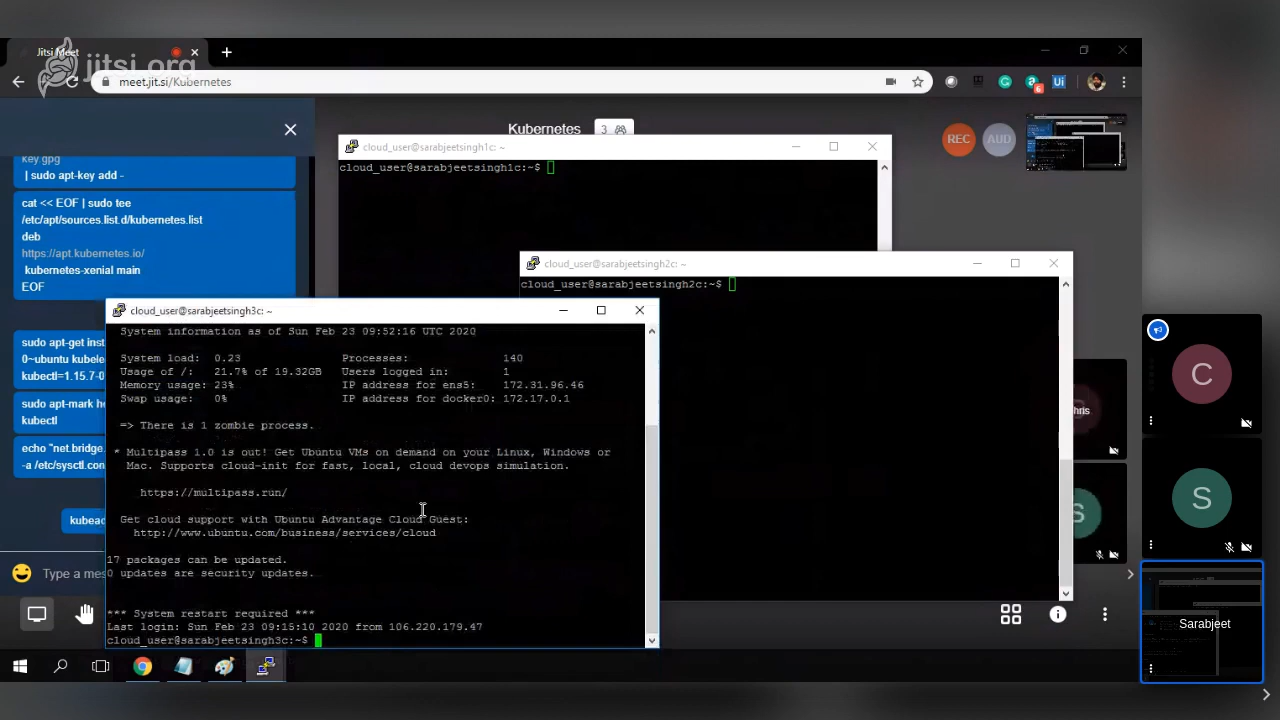 Jitsi Meet
jitsi.org
meet.jit.si/Kubernetes
key.gpg
| sudo apt-key add -
cat << EOF | sudo tee
/etc/apt/sources.list.d/kubernetes.list
deb
https://apt.kubernetes.io/
kubernetes-xenial main
EOF
sudo apt-get inst
0~ubuntu kubele
kubectl=1.15.7-0
sudo apt-mark ho
kubectl
echo "net.bridge
-a /etc/sysctl.con
kubead
Type a mes
Kubernetes
3
REC
AUD
6
Ui
cloud_user@sarabjeetsingh1c: ~
cloud_user@sarabjeetsingh1c:~$
cloud_user@sarabjeetsingh2c: ~
cloud_user@sarabjeetsingh2c:~$
cloud_user@sarabjeetsingh3c: ~
System information as of Sun Feb 23 09:52:16 UTC 2020
System load: 0.23 Processes: 140
Usage of /: 21.7% of 19.32GB Users logged in: 1
Memory usage: 23% IP address for ens5: 172.31.96.46
Swap usage: 0% IP address for docker0: 172.17.0.1
=> There is 1 zombie process.
* Multipass 1.0 is out! Get Ubuntu VMs on demand on your Linux, Windows or
Mac. Supports cloud-init for fast, local, cloud devops simulation.
https://multipass.run/
Get cloud support with Ubuntu Advantage Cloud Guest:
http://www.ubuntu.com/business/services/cloud
17 packages can be updated.
0 updates are security updates.
*** System restart required ***
Last login: Sun Feb 23 09:15:10 2020 from 106.220.179.47
cloud_user@sarabjeetsingh3c:~$
hris
S
C
S
Sarabjeet